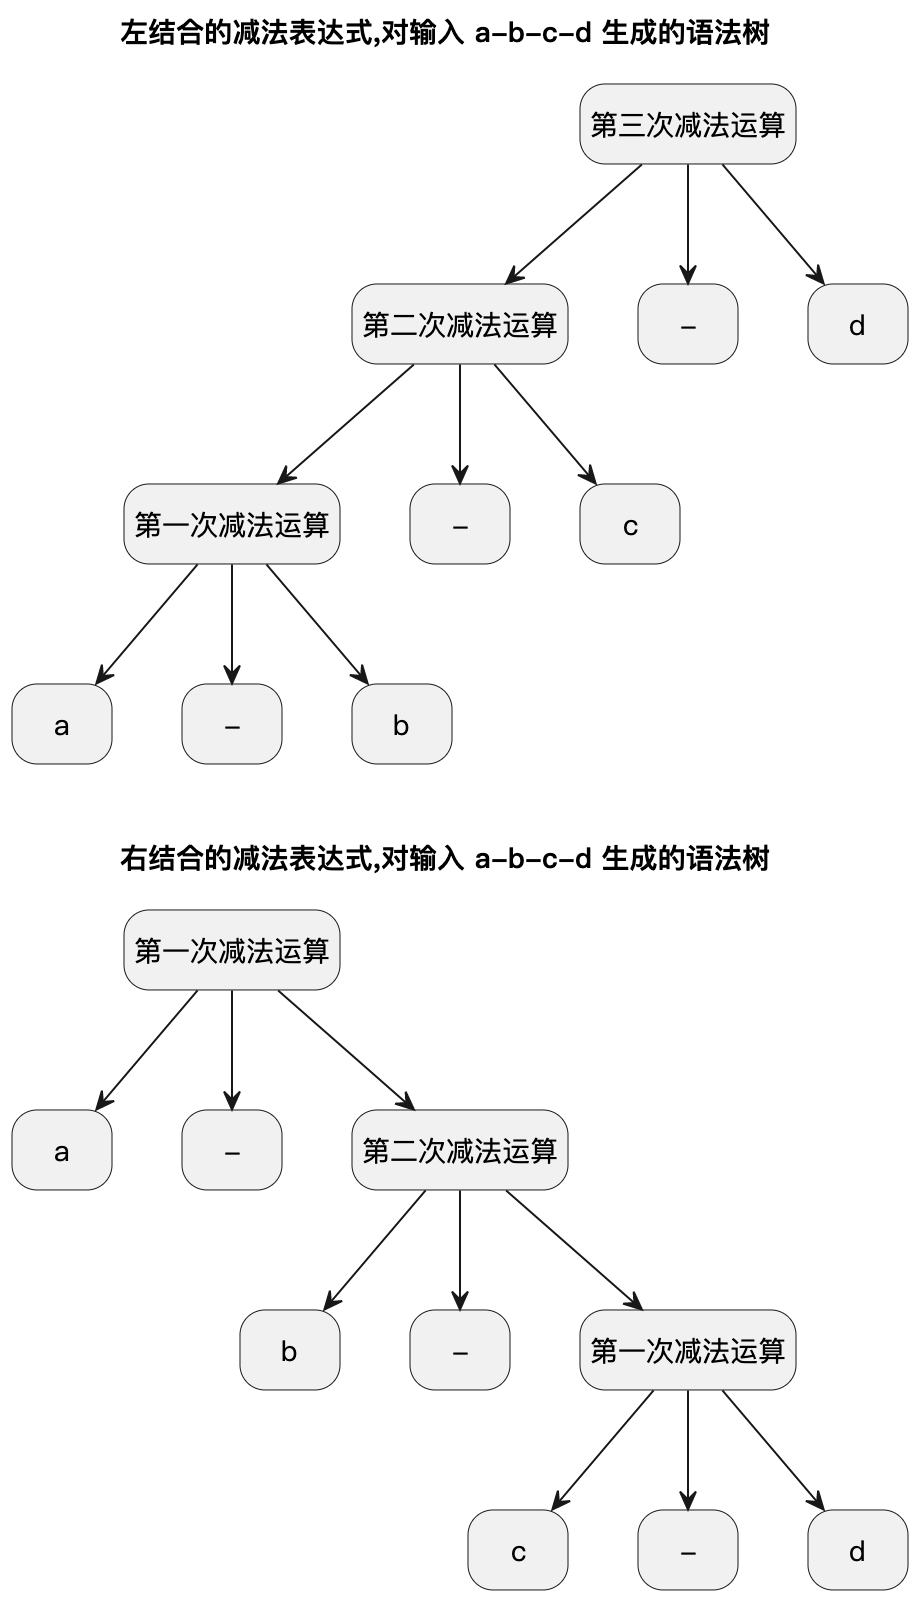 左结合的减法表达式,对输入 a–b–c–d 生成的语法树
第三次减法运算
第二次减法运算
–
d
第一次减法运算
–
c
a
–
b
右结合的减法表达式,对输入 a–b–c–d 生成的语法树
第一次减法运算
a
–
第二次减法运算
b
–
第一次减法运算
c
–
d